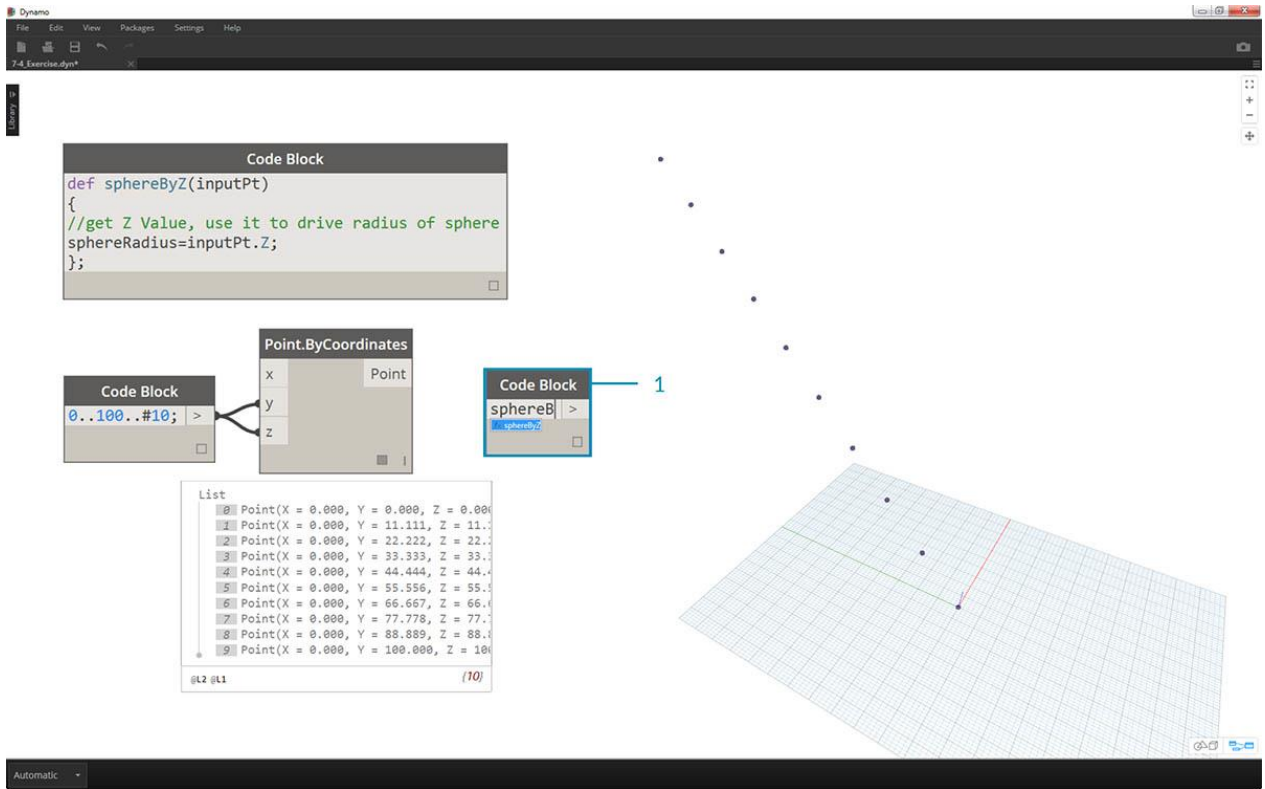 Dynamo
File Edit View Packages Settings Help
7-4_Exercise.dyn*
Library
Code Block
def sphereByZ(inputPt)
{
//get Z Value, use it to drive radius of sphere
sphereRadius=inputPt.Z;
};
Point.ByCoordinates
x Point
y
z
Code Block
0..100..#10; >
Code Block
sphereB >
sphereByZ
1
List
0 Point(X = 0.000, Y = 0.000, Z = 0.000
1 Point(X = 0.000, Y = 11.111, Z = 11.
2 Point(X = 0.000, Y = 22.222, Z = 22.
3 Point(X = 0.000, Y = 33.333, Z = 33.
4 Point(X = 0.000, Y = 44.444, Z = 44.4
5 Point(X = 0.000, Y = 55.556, Z = 55.5
6 Point(X = 0.000, Y = 66.667, Z = 66.6
7 Point(X = 0.000, Y = 77.778, Z = 77.
8 Point(X = 0.000, Y = 88.889, Z = 88.8
9 Point(X = 0.000, Y = 100.000, Z = 10
@L2 @L1 {10}
Automatic